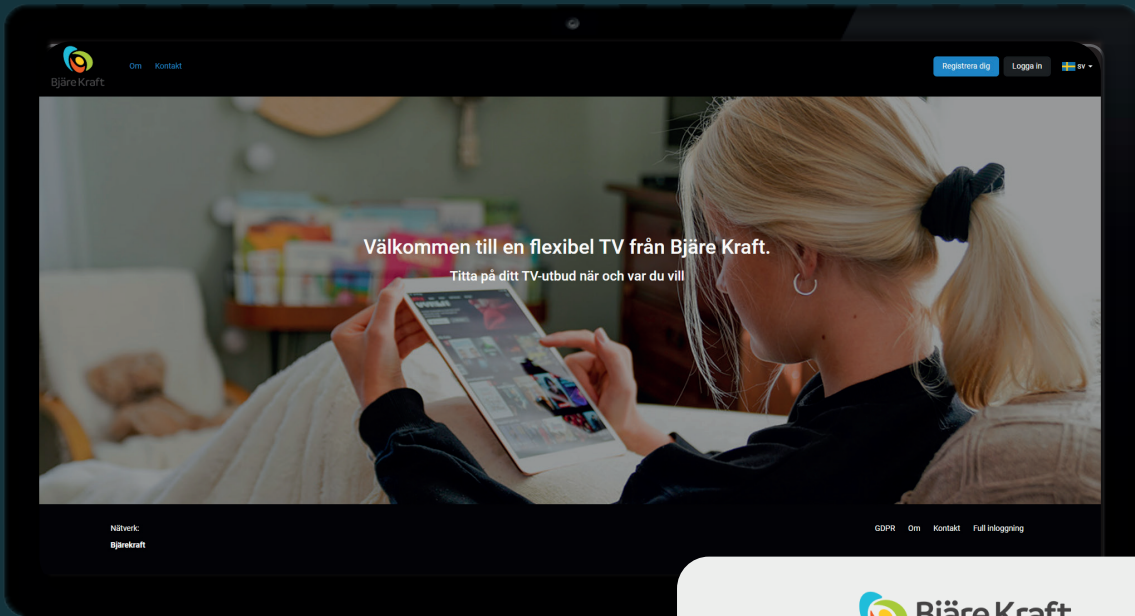 Bjäre Kraft
Om Kontakt
Registrera dig Logga in SV
Välkommen till en flexibel TV från Bjäre Kraft.
Titta på ditt TV-utbud när och var du vill
Nätverk:
Bjärekraft
GDPR Om Kontakt Full inloggning
Bjäre Kraft